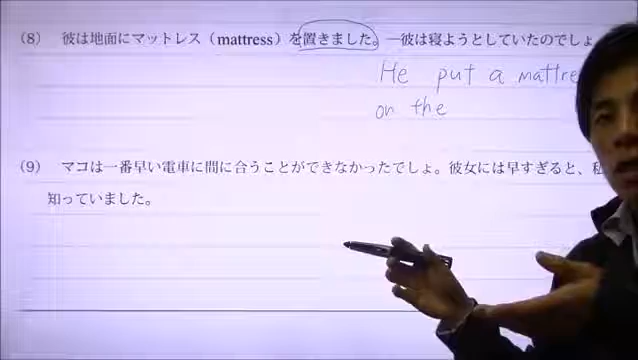 (8) 彼は地面にマットレス（mattress）を置きました。―彼は寝ようとしていたのでしょ
He put a mattre
on the
(9) マコは一番早い電車に間に合うことができなかったでしょ。彼女には早すぎると、私
知っていました。